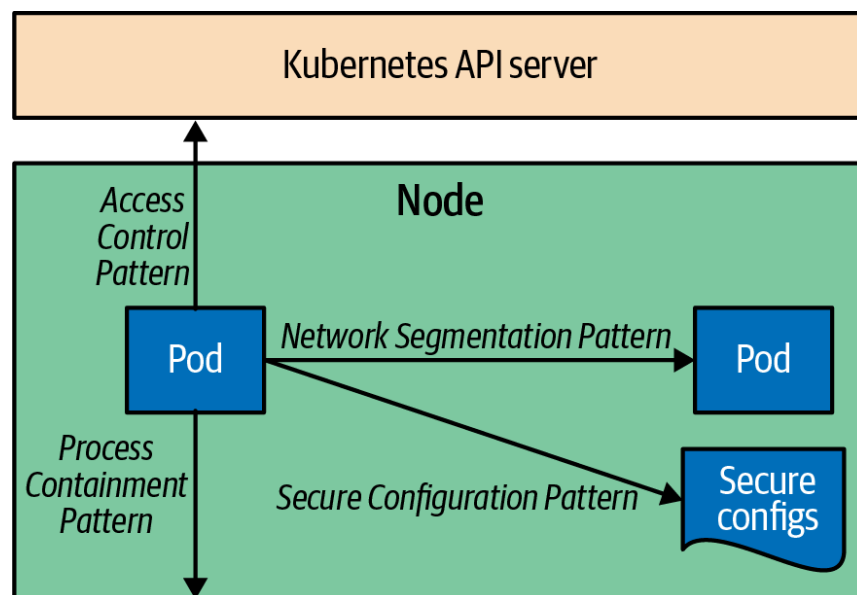 Kubernetes API server
Node
Access
Control
Pattern
Pod
Network Segmentation Pattern
Pod
Process
Containment
Pattern
Secure Configuration Pattern
Secure
configs